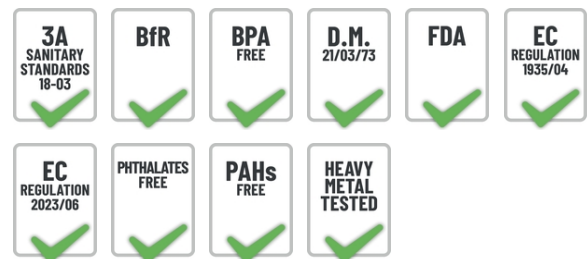 3A
SANITARY
STANDARDS
18-03
BfR
BPA
FREE
D.M.
21/03/73
FDA
EC
REGULATION
1935/04
EC
REGULATION
2023/06
PHTHALATES
FREE
PAHs
FREE
HEAVY
METAL
TESTED